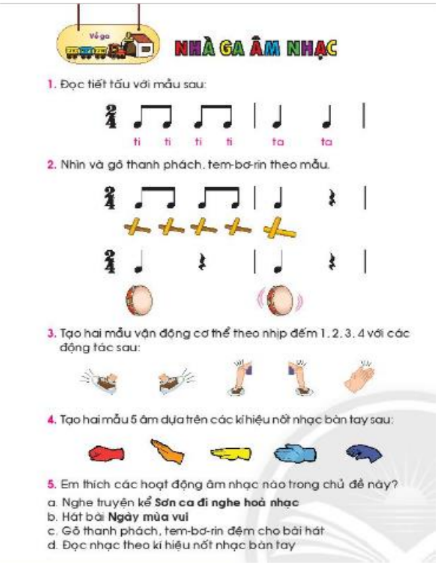 Về ga
NHÀ GA ÂM NHẠC
1. Đọc tiết tấu với mẫu sau:
2 4
ti ti ti ti ta ta
2. Nhìn và gõ thanh phách, tem-bơ-rin theo mẫu.
2 4
2 4
3. Tạo hai mẫu vận động cơ thể theo nhịp đếm 1, 2, 3, 4 với các
động tác sau:
4. Tạo hai mẫu 5 âm dựa trên các kí hiệu nốt nhạc bàn tay sau:
5. Em thích các hoạt động âm nhạc nào trong chủ đề này?
a. Nghe truyện kể Sơn ca đi nghe hoà nhạc
b. Hát bài Ngày mùa vui
c. Gõ thanh phách, tem-bơ-rin đệm cho bài hát
d. Đọc nhạc theo kí hiệu nốt nhạc bàn tay